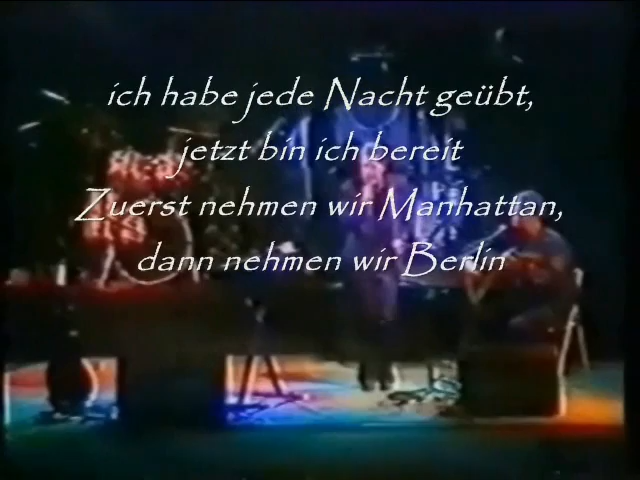 ich habe jede Nacht geübt,
jetzt bin ich bereit
Zuerst nehmen wir Manhattan,
dann nehmen wir Berlin